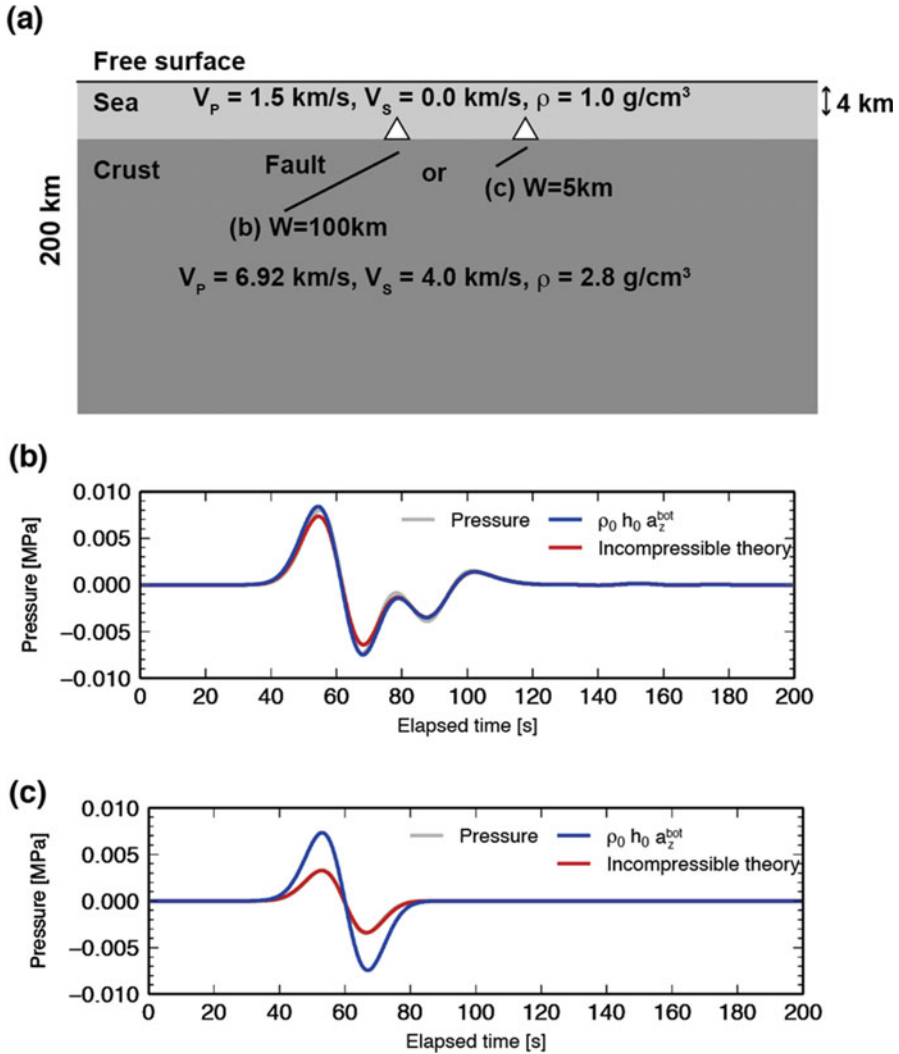 (a)
Free surface
Sea V_P = 1.5 km/s, V_S = 0.0 km/s, ρ = 1.0 g/cm³
4 km
Crust Fault or (c) W=5km
(b) W=100km
200 km
V_P = 6.92 km/s, V_S = 4.0 km/s, ρ = 2.8 g/cm³
(b)
Pressure [MPa]
0.010
0.005
0.000
−0.005
−0.010
Pressure ρ₀ h₀ a_z^bot
Incompressible theory
0 20 40 60 80 100 120 140 160 180 200
Elapsed time [s]
(c)
Pressure [MPa]
0.010
0.005
0.000
−0.005
−0.010
Pressure ρ₀ h₀ a_z^bot
Incompressible theory
0 20 40 60 80 100 120 140 160 180 200
Elapsed time [s]